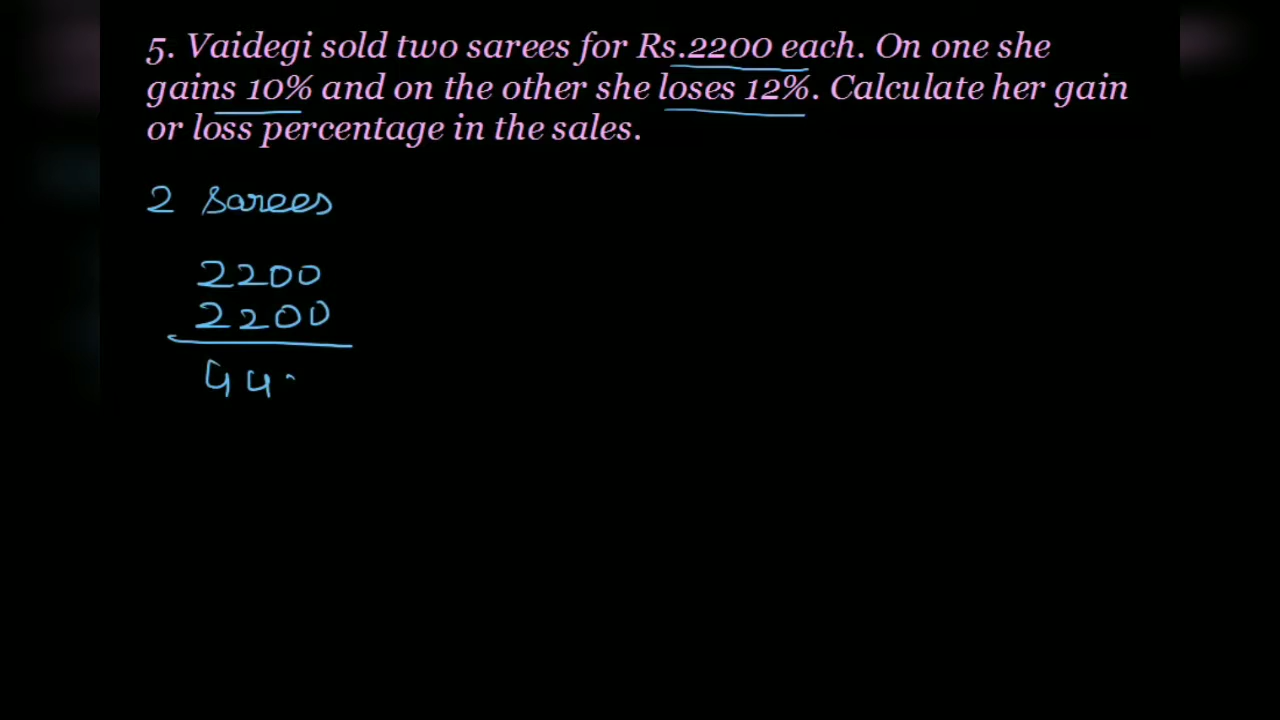 5. Vaidegi sold two sarees for Rs.2200 each. On one she
gains 10% and on the other she loses 12%. Calculate her gain
or loss percentage in the sales.
2 Sarees
2200
2200
44